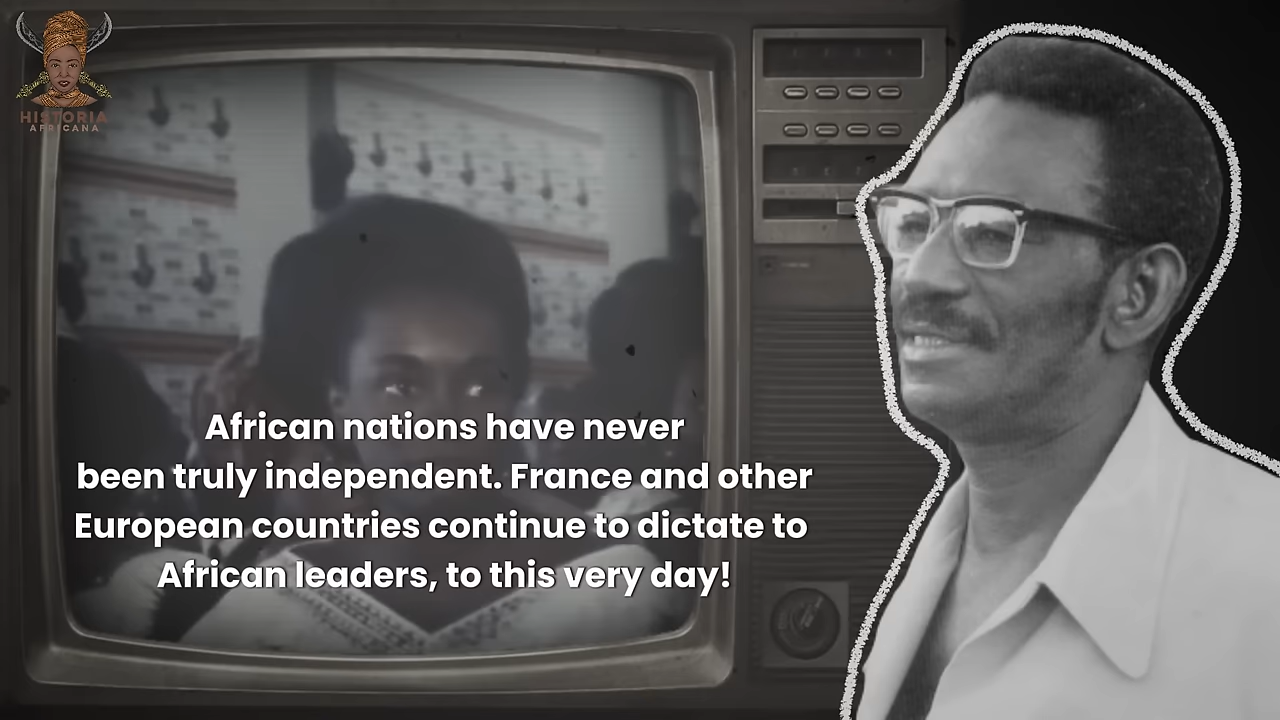 HISTORIA
AFRICANA
African nations have never
been truly independent. France and other
European countries continue to dictate to
African leaders, to this very day!